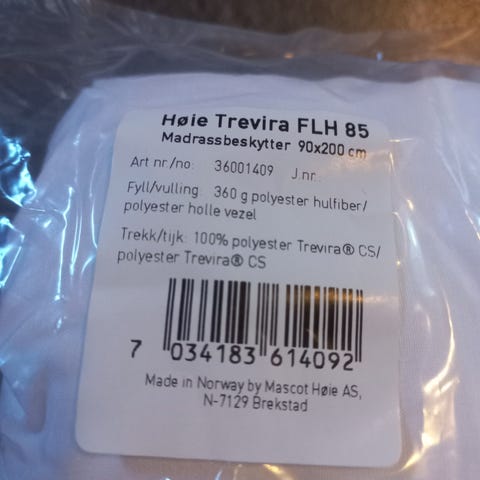 Høie Trevira FLH 85
Madrassbeskytter 90x200 cm
Art nr/no: 36001409 J.nr.
Fyll/vulling: 360 g polyester hulfiber/
polyester holle vezel
Trekk/tijk: 100% polyester Trevira® CS/
polyester Trevira® CS
7 034183 614092
Made in Norway by Mascot Høie AS,
N-7129 Brekstad